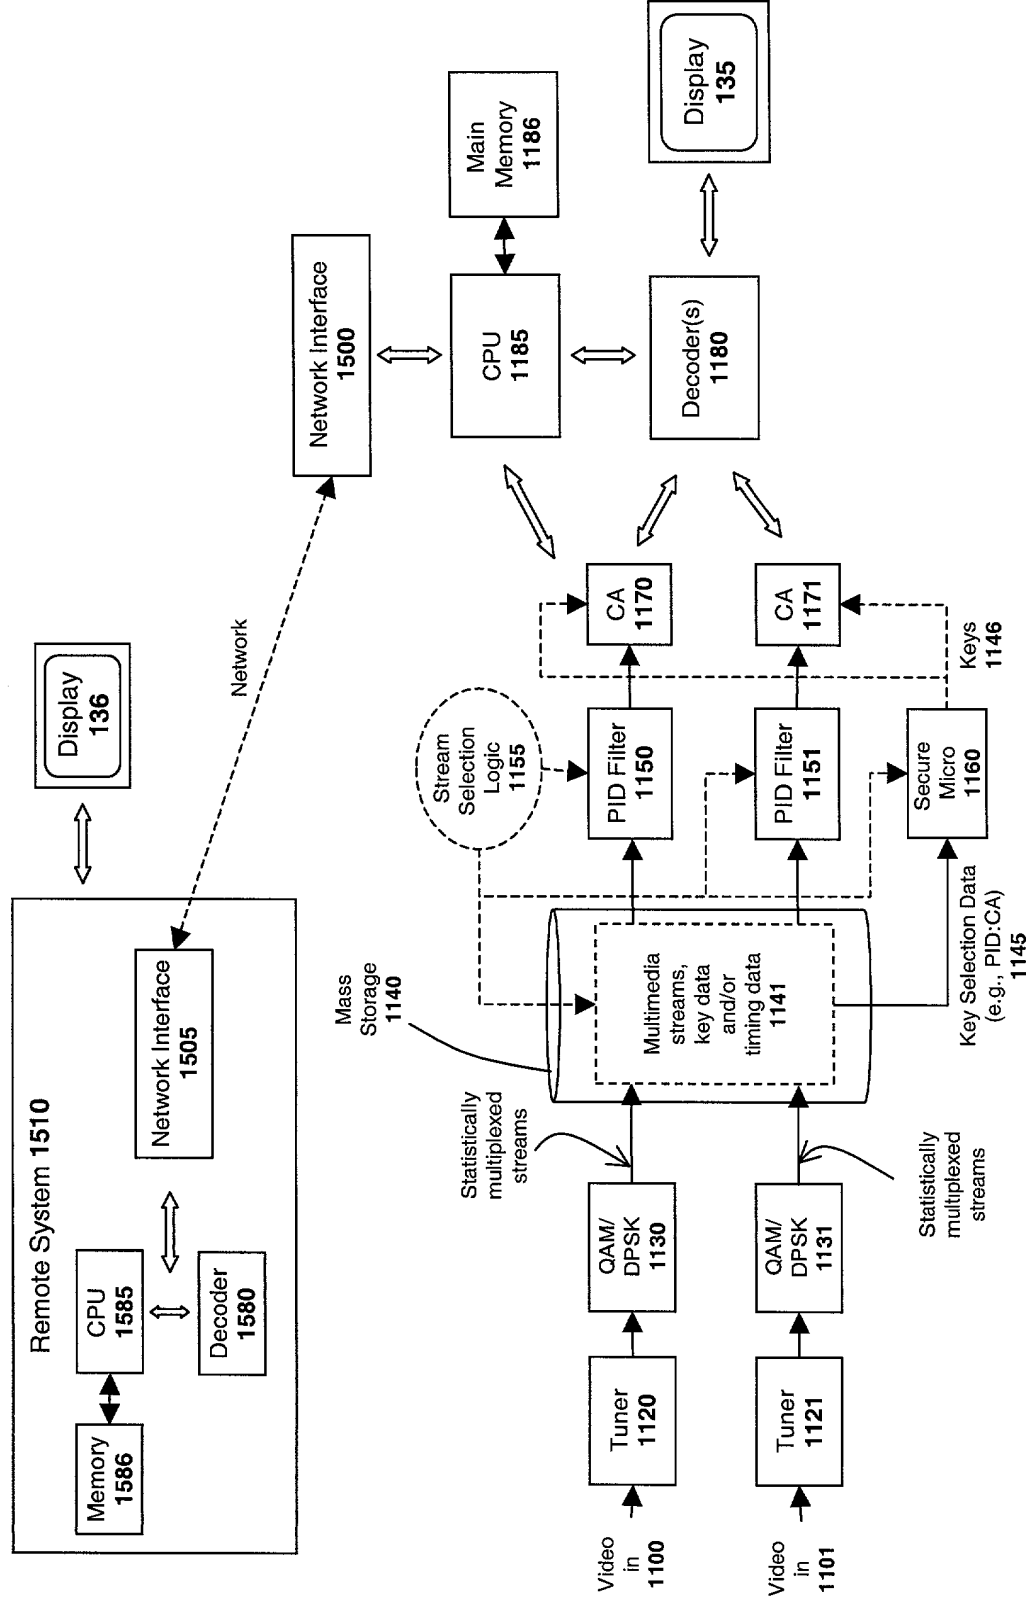 Remote System 1510
Memory
1586
CPU
1585
Decoder
1580
Network Interface
1505
Display
136
Network
Network Interface
1500
CPU
1185
Main
Memory
1186
Decoder(s)
1180
Display
135
Mass
Storage
1140
Stream
Selection
Logic
1155
Statistically
multiplexed
streams
Video
in
1100
Tuner
1120
QAM/
DPSK
1130
Multimedia
streams,
key data
and/or
timing data
1141
PID Filter
1150
CA
1170
Video
in
1101
Tuner
1121
QAM/
DPSK
1131
PID Filter
1151
CA
1171
Statistically
multiplexed
streams
Key Selection Data
(e.g., PID:CA)
1145
Secure
Micro
1160
Keys
1146